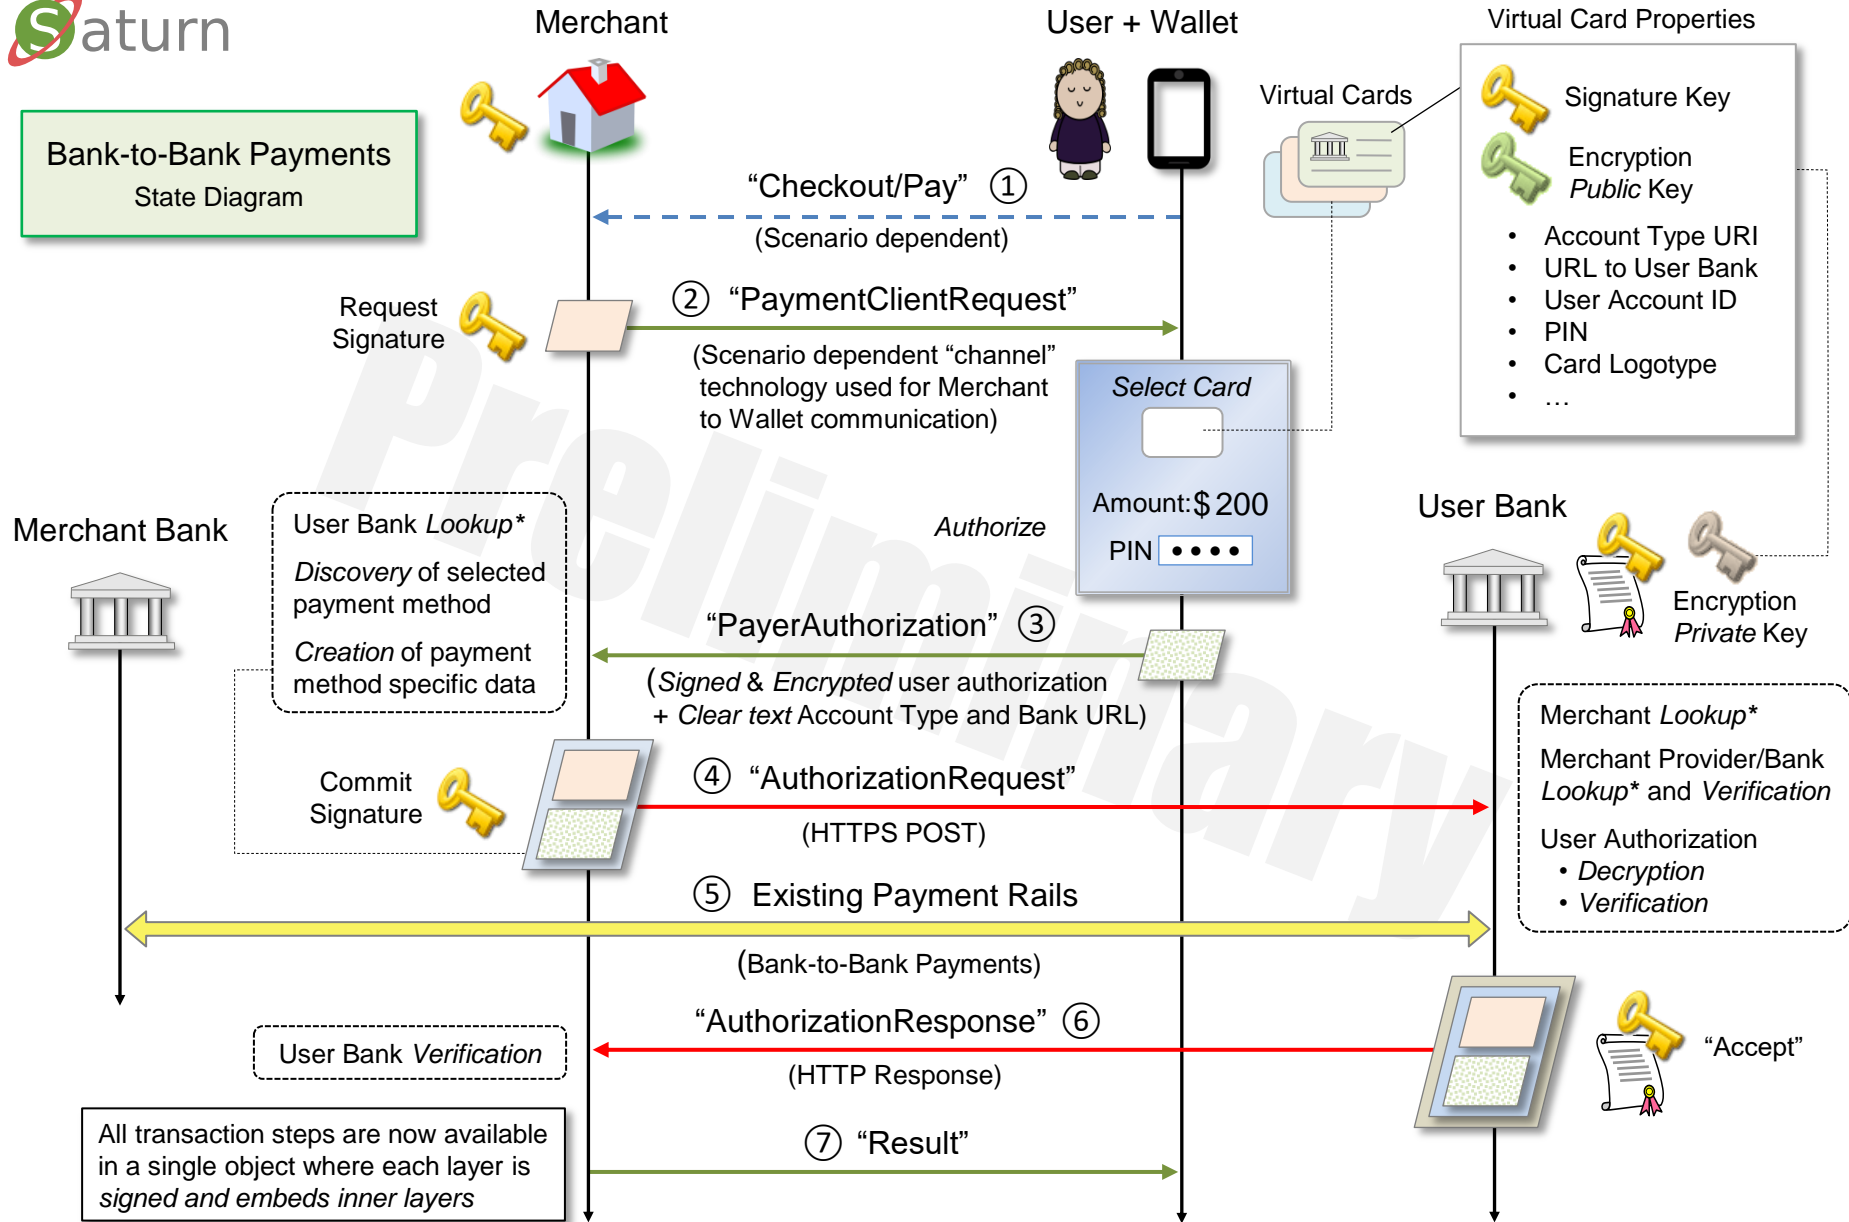 Saturn
Merchant
User + Wallet
Virtual Card Properties
Bank-to-Bank Payments
State Diagram
Virtual Cards
Signature Key
Encryption
Public Key
• Account Type URI
• URL to User Bank
• User Account ID
• PIN
• Card Logotype
• …
“Checkout/Pay” ①
(Scenario dependent)
Request
Signature
② “PaymentClientRequest”
(Scenario dependent “channel”
technology used for Merchant
to Wallet communication)
Select Card
Amount: $ 200
Authorize
PIN ● ● ● ●
Merchant Bank
User Bank Lookup*
Discovery of selected
payment method
Creation of payment
method specific data
User Bank
Encryption
Private Key
“PayerAuthorization” ③
(Signed & Encrypted user authorization
+ Clear text Account Type and Bank URL)
Merchant Lookup*
Merchant Provider/Bank
Lookup* and Verification
User Authorization
• Decryption
• Verification
Commit
Signature
④ “AuthorizationRequest”
(HTTPS POST)
⑤ Existing Payment Rails
(Bank-to-Bank Payments)
“AuthorizationResponse” ⑥
(HTTP Response)
User Bank Verification
“Accept”
All transaction steps are now available
in a single object where each layer is
signed and embeds inner layers
⑦ “Result”
Preliminary